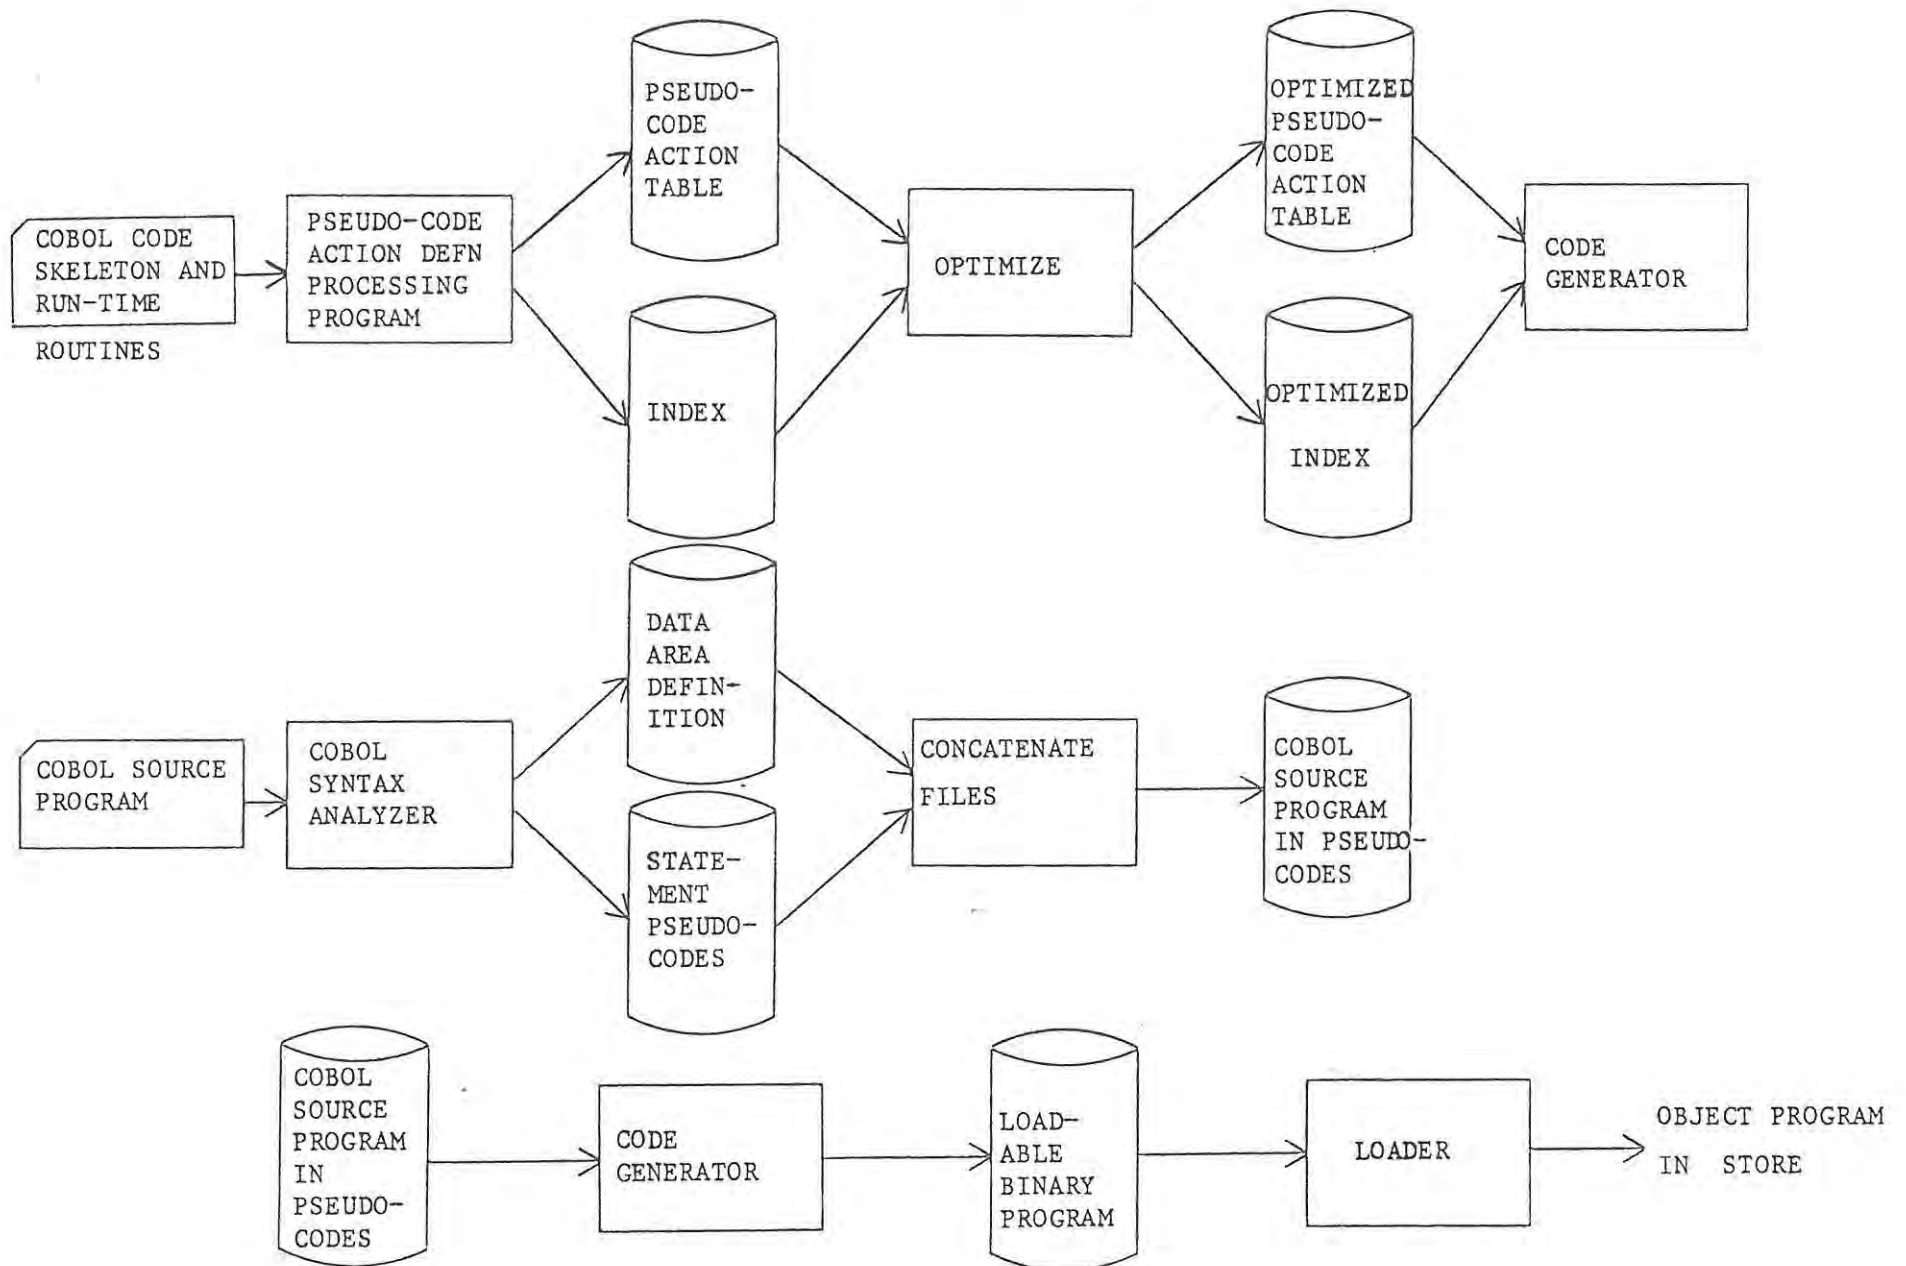 COBOL CODE
SKELETON AND
RUN-TIME
ROUTINES
PSEUDO-CODE
ACTION DEFN
PROCESSING
PROGRAM
PSEUDO-
CODE
ACTION
TABLE
INDEX
OPTIMIZE
OPTIMIZED
PSEUDO-
CODE
ACTION
TABLE
OPTIMIZED
INDEX
CODE
GENERATOR
COBOL SOURCE
PROGRAM
COBOL
SYNTAX
ANALYZER
DATA
AREA
DEFIN-
ITION
STATE-
MENT
PSEUDO-
CODES
CONCATENATE
FILES
COBOL
SOURCE
PROGRAM
IN PSEUDO-
CODES
COBOL
SOURCE
PROGRAM
IN
PSEUDO-
CODES
CODE
GENERATOR
LOAD-
ABLE
BINARY
PROGRAM
LOADER
OBJECT PROGRAM
IN STORE